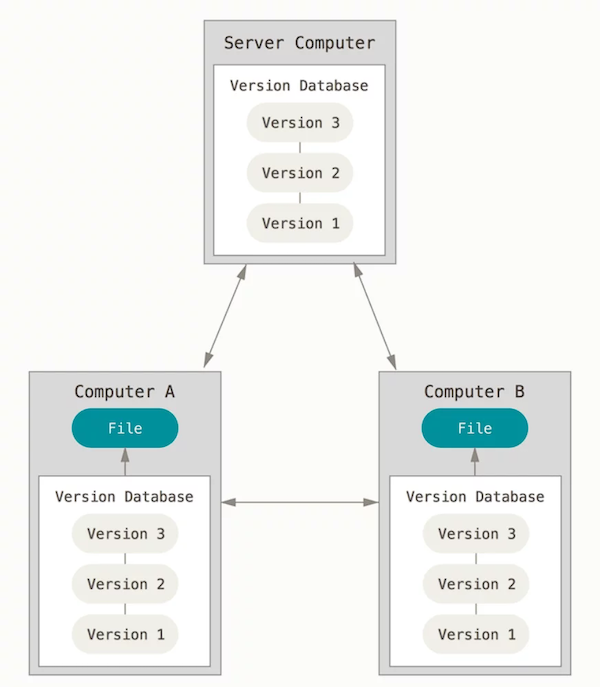 Server Computer
Version Database
Version 3
Version 2
Version 1
Computer A
File
Version Database
Version 3
Version 2
Version 1
Computer B
File
Version Database
Version 3
Version 2
Version 1